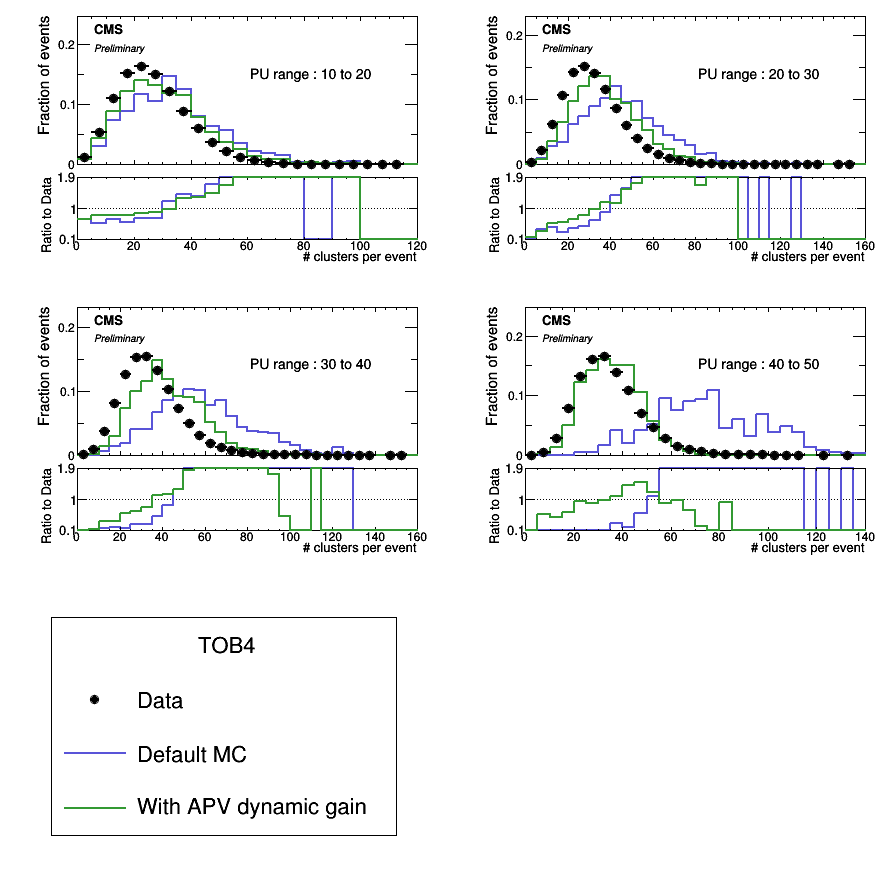 CMS
Preliminary
PU range : 10 to 20
Fraction of events
0.2
0.1
0
Ratio to Data
1.9
1
0.1
0 20 40 60 80 100 120
# clusters per event
CMS
Preliminary
PU range : 20 to 30
Fraction of events
0.2
0.1
0
Ratio to Data
1.9
1
0.1
0 20 40 60 80 100 120 140 160
# clusters per event
CMS
Preliminary
PU range : 30 to 40
Fraction of events
0.2
0.1
0
Ratio to Data
1.9
1
0.1
0 20 40 60 80 100 120 140 160
# clusters per event
CMS
Preliminary
PU range : 40 to 50
Fraction of events
0.2
0.1
0
Ratio to Data
1.9
1
0.1
0 20 40 60 80 100 120 140
# clusters per event
TOB4
Data
Default MC
With APV dynamic gain